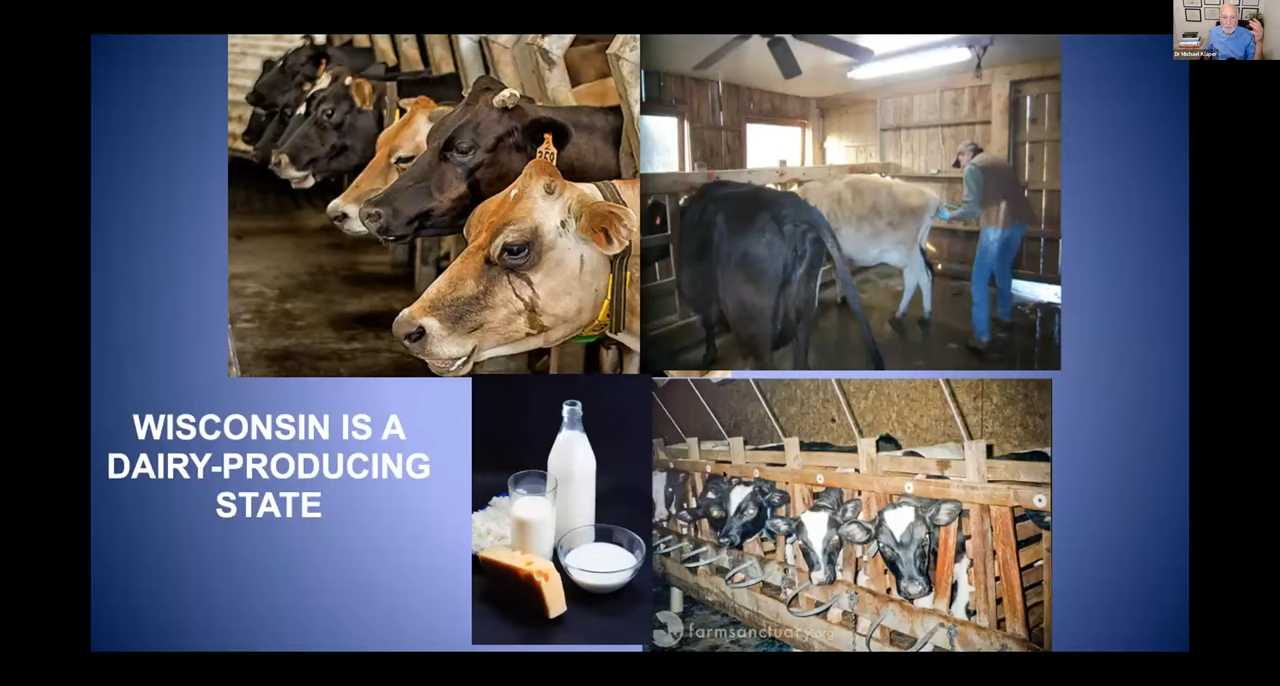 Dr Michael Klaper
WISCONSIN IS A
DAIRY-PRODUCING
STATE
farmsanctuary.org